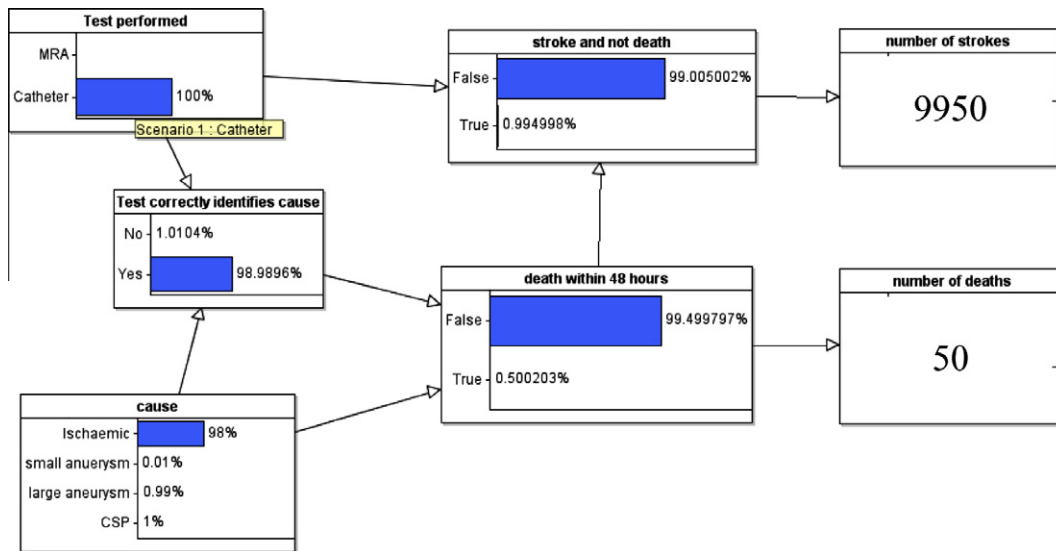 Test performed
MRA
Catheter
100%
Scenario 1 : Catheter
stroke and not death
False
99.005002%
True
0.994998%
number of strokes
9950
Test correctly identifies cause
No
1.0104%
Yes
98.9896%
death within 48 hours
False
99.499797%
True
0.500203%
number of deaths
50
cause
Ischaemic
98%
small anuerysm
0.01%
large aneurysm
0.99%
CSP
1%